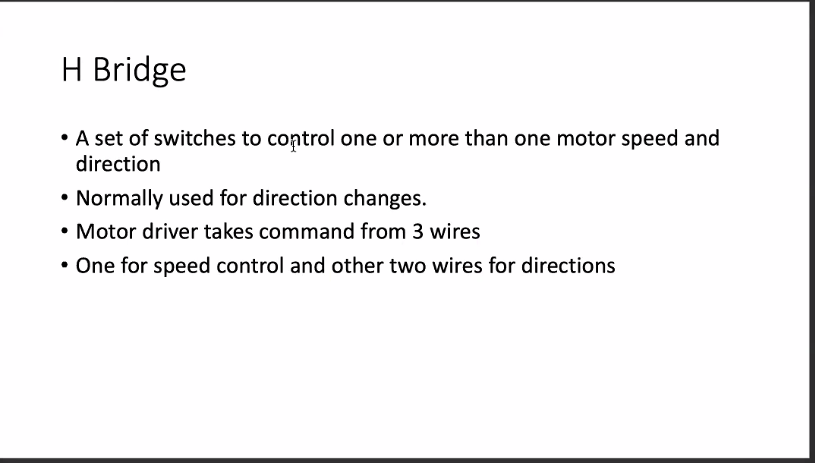 H Bridge
• A set of switches to control one or more than one motor speed and
direction
• Normally used for direction changes.
• Motor driver takes command from 3 wires
• One for speed control and other two wires for directions